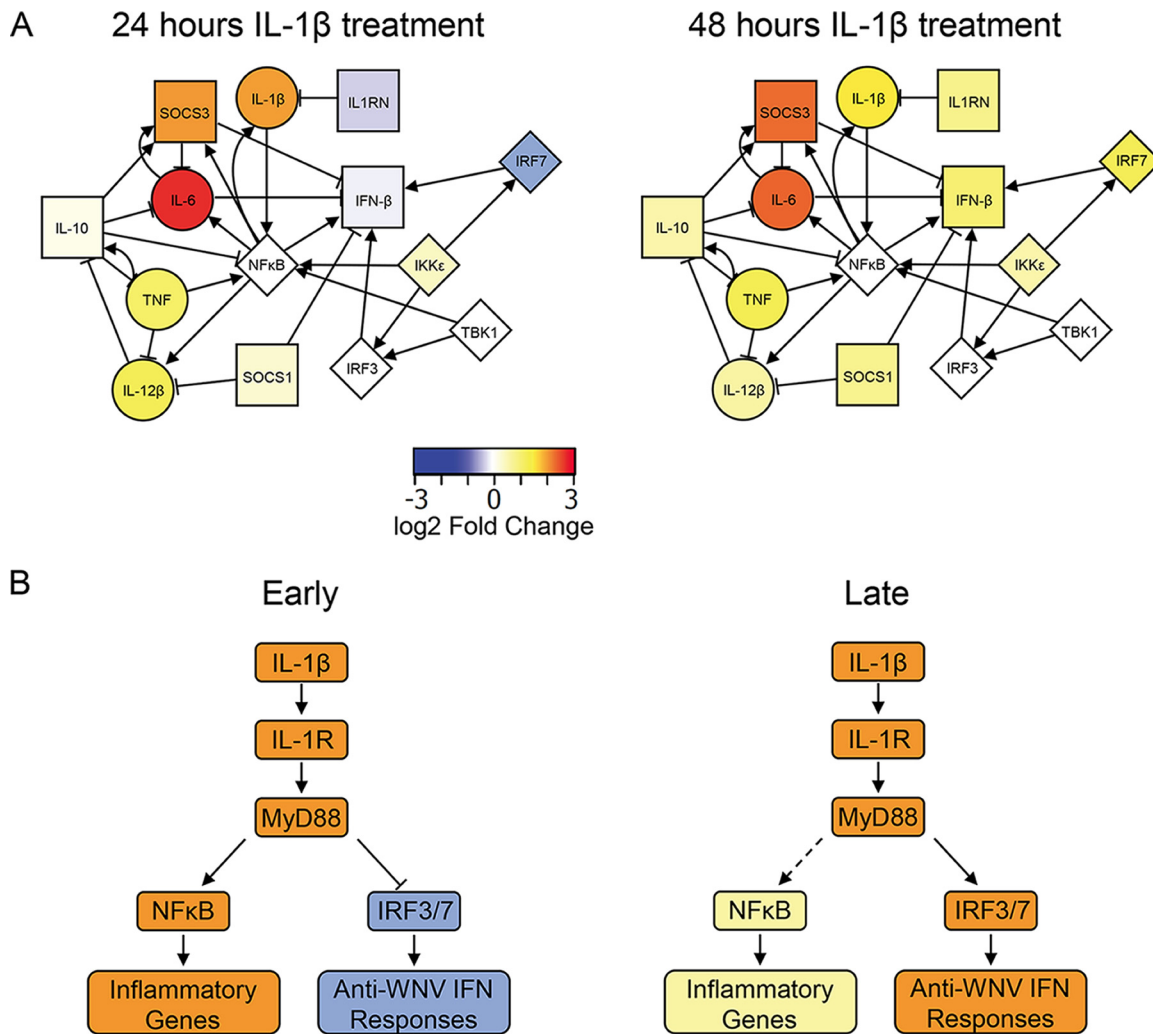 A
24 hours IL-1β treatment
48 hours IL-1β treatment
SOCS3
IL-1β
IL1RN
IRF7
IL-6
IFN-β
IL-10
NFκB
IKKε
TNF
TBK1
IRF3
SOCS1
IL-12β
SOCS3
IL-1β
IL1RN
IRF7
IL-6
IFN-β
IL-10
NFκB
IKKε
TNF
TBK1
IRF3
SOCS1
IL-12β
-3 0 3
log2 Fold Change
B
Early
IL-1β
IL-1R
MyD88
NFκB
IRF3/7
Inflammatory
Genes
Anti-WNV IFN
Responses
Late
IL-1β
IL-1R
MyD88
NFκB
IRF3/7
Inflammatory
Genes
Anti-WNV IFN
Responses